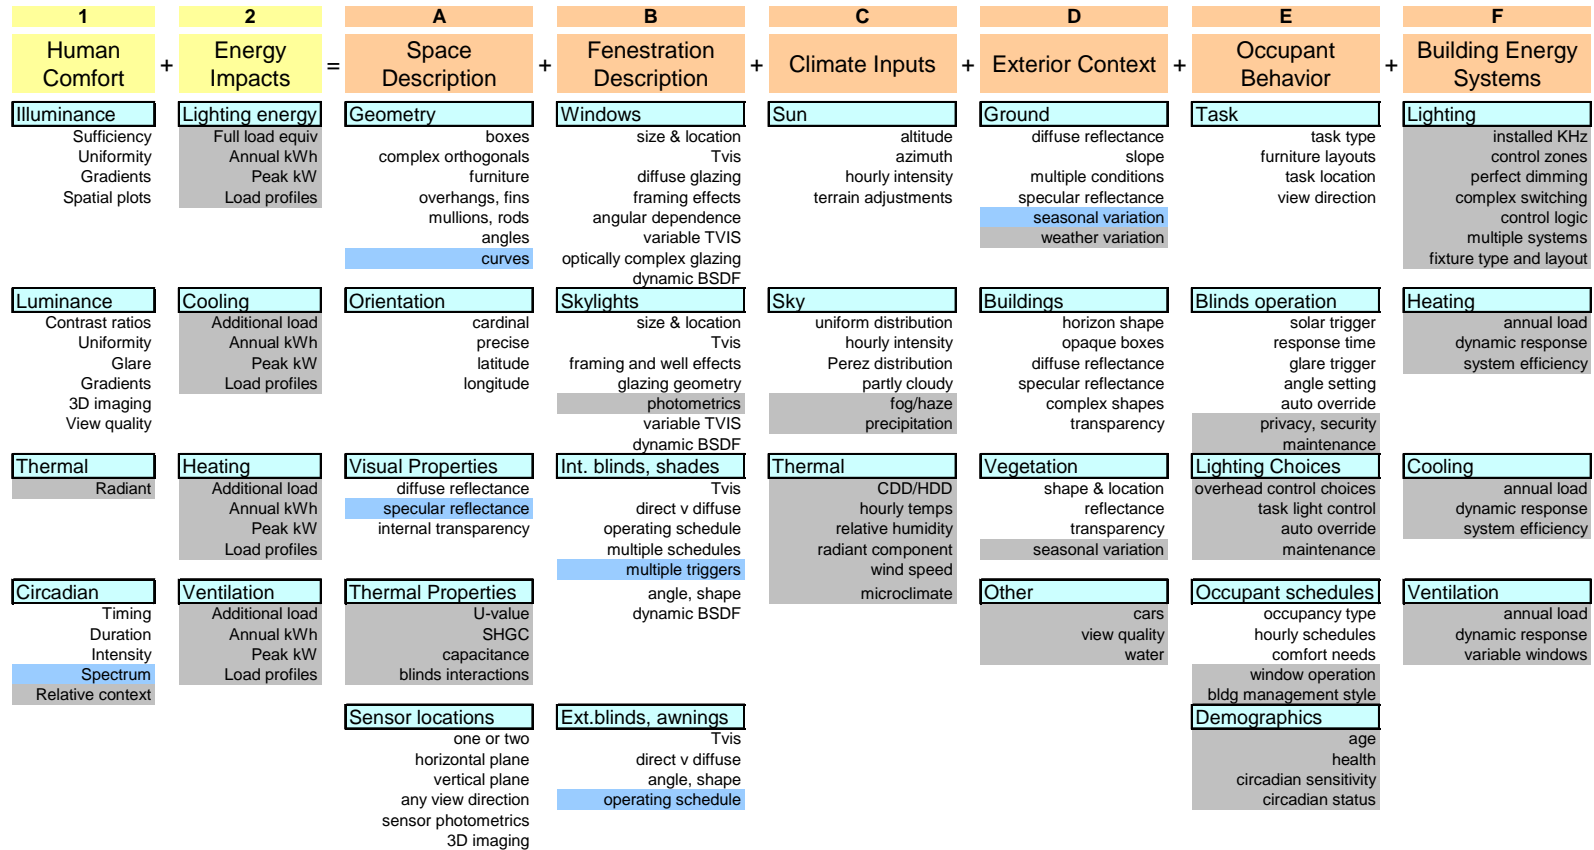 1 2 A B C D E F
Human Comfort + Energy Impacts = Space Description + Fenestration Description + Climate Inputs + Exterior Context + Occupant Behavior + Building Energy Systems
Illuminance
Sufficiency
Uniformity
Gradients
Spatial plots
Luminance
Contrast ratios
Uniformity
Glare
Gradients
3D imaging
View quality
Thermal
Radiant
Circadian
Timing
Duration
Intensity
Spectrum
Relative context
Lighting energy
Full load equiv
Annual kWh
Peak kW
Load profiles
Cooling
Additional load
Annual kWh
Peak kW
Load profiles
Heating
Additional load
Annual kWh
Peak kW
Load profiles
Ventilation
Additional load
Annual kWh
Peak kW
Load profiles
Geometry
boxes
complex orthogonals
furniture
overhangs, fins
mullions, rods
angles
curves
Orientation
cardinal
precise
latitude
longitude
Visual Properties
diffuse reflectance
specular reflectance
internal transparency
Thermal Properties
U-value
SHGC
capacitance
blinds interactions
Sensor locations
one or two
horizontal plane
vertical plane
any view direction
sensor photometrics
3D imaging
Windows
size & location
Tvis
diffuse glazing
framing effects
angular dependence
variable TVIS
optically complex glazing
dynamic BSDF
Skylights
size & location
Tvis
framing and well effects
glazing geometry
photometrics
variable TVIS
dynamic BSDF
Int. blinds, shades
Tvis
direct v diffuse
operating schedule
multiple schedules
multiple triggers
angle, shape
dynamic BSDF
Ext.blinds, awnings
Tvis
direct v diffuse
angle, shape
operating schedule
Sun
altitude
azimuth
hourly intensity
terrain adjustments
Sky
uniform distribution
hourly intensity
Perez distribution
partly cloudy
fog/haze
precipitation
Thermal
CDD/HDD
hourly temps
relative humidity
radiant component
wind speed
microclimate
Ground
diffuse reflectance
slope
multiple conditions
specular reflectance
seasonal variation
weather variation
Buildings
horizon shape
opaque boxes
diffuse reflectance
specular reflectance
complex shapes
transparency
Vegetation
shape & location
reflectance
transparency
seasonal variation
Other
cars
view quality
water
Task
task type
furniture layouts
task location
view direction
Blinds operation
solar trigger
response time
glare trigger
angle setting
auto override
privacy, security
maintenance
Lighting Choices
overhead control choices
task light control
auto override
maintenance
Occupant schedules
occupancy type
hourly schedules
comfort needs
window operation
bldg management style
Demographics
age
health
circadian sensitivity
circadian status
Lighting
installed KHz
control zones
perfect dimming
complex switching
control logic
multiple systems
fixture type and layout
Heating
annual load
dynamic response
system efficiency
Cooling
annual load
dynamic response
system efficiency
Ventilation
annual load
dynamic response
variable windows